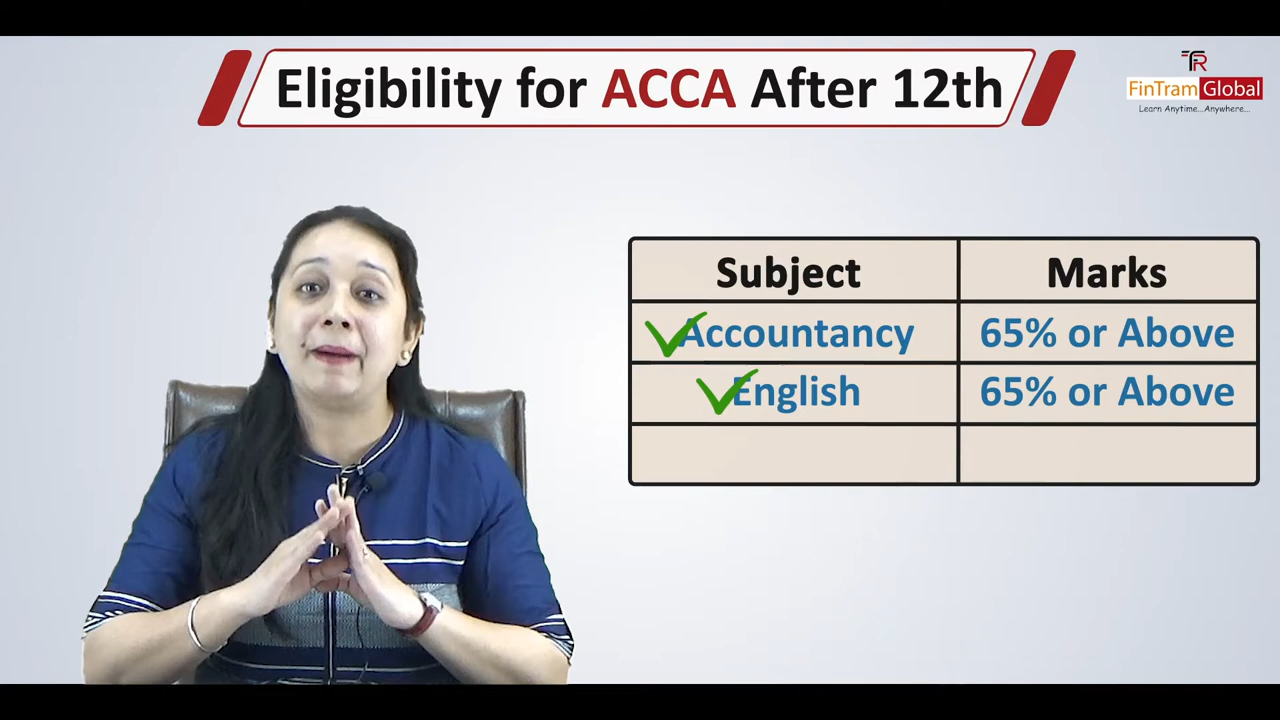 Eligibility for ACCA After 12th
TFR
FinTram Global
Learn Anytime...Anywhere...
Subject Marks
Accountancy 65% or Above
English 65% or Above